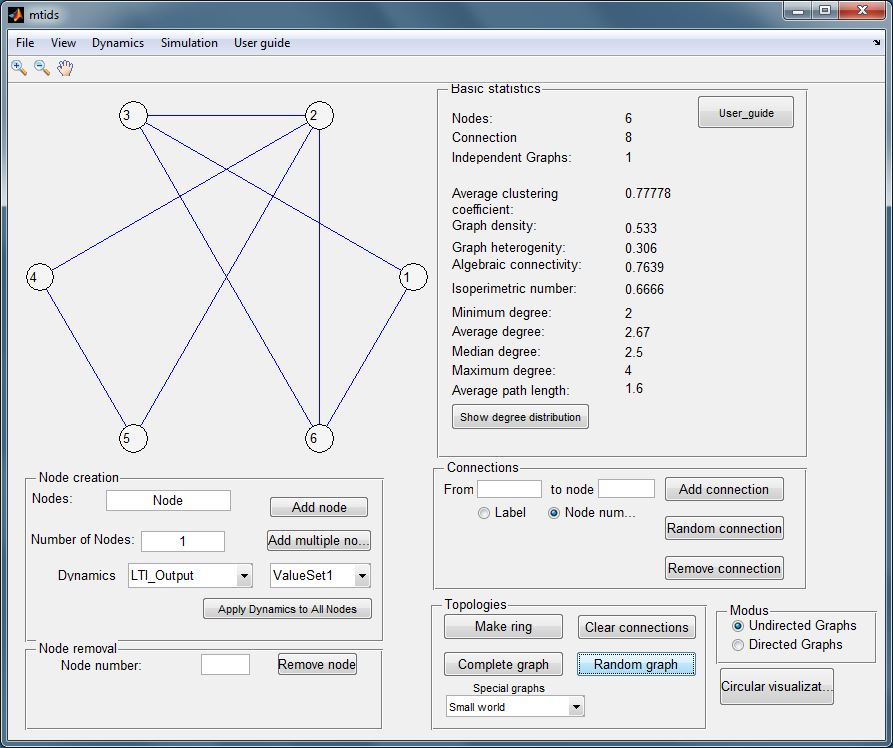 mtids
File View Dynamics Simulation User guide
3
2
4
1
5
6
Basic statistics
User_guide
Nodes: 6
Connection 8
Independent Graphs: 1
Average clustering 0.77778
coefficient:
Graph density: 0.533
Graph heterogenity: 0.306
Algebraic connectivity: 0.7639
Isoperimetric number: 0.6666
Minimum degree: 2
Average degree: 2.67
Median degree: 2.5
Maximum degree: 4
Average path length: 1.6
Show degree distribution
Node creation
Nodes: Node Add node
Number of Nodes: 1 Add multiple no...
Dynamics LTI_Output ValueSet1
Apply Dynamics to All Nodes
Node removal
Node number: Remove node
Connections
From to node Add connection
Label Node num...
Random connection
Remove connection
Topologies
Make ring Clear connections
Complete graph Random graph
Special graphs
Small world
Modus
Undirected Graphs
Directed Graphs
Circular visualizat...